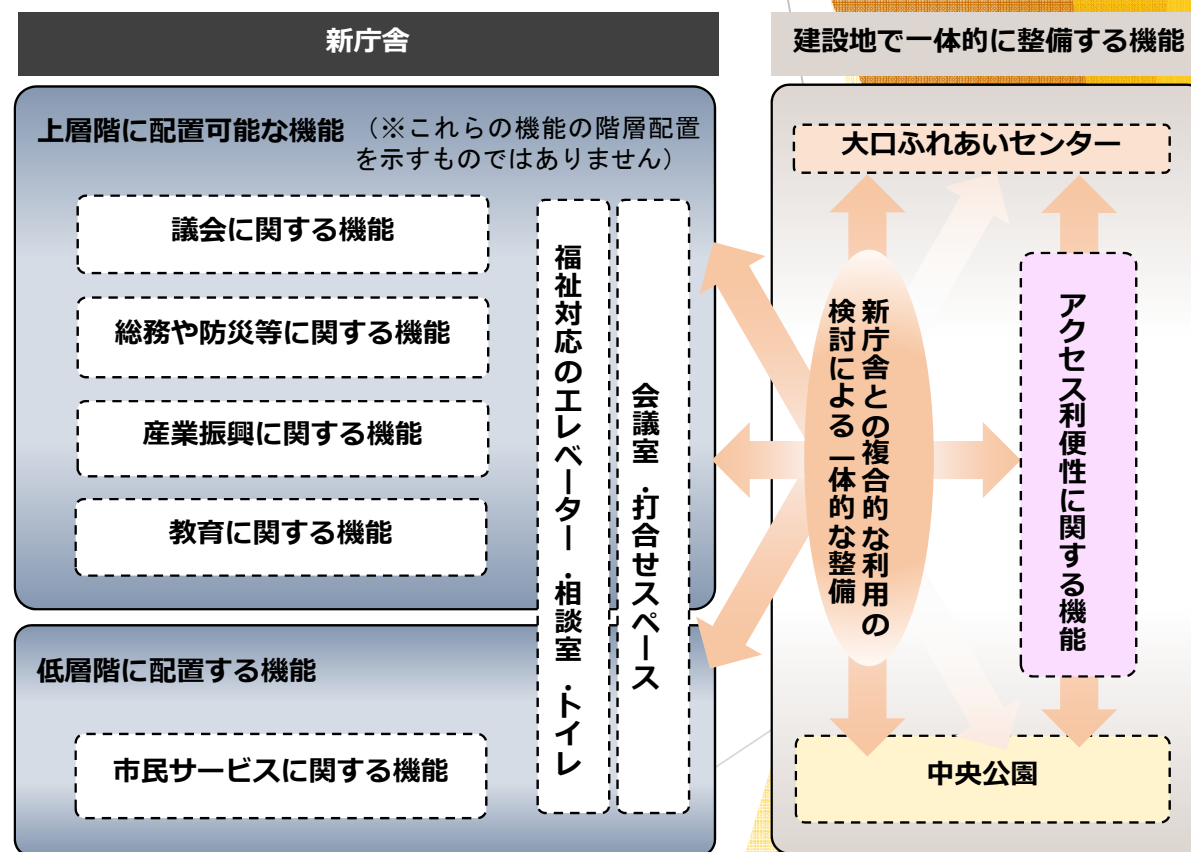 新庁舎
上層階に配置可能な機能
（※これらの機能の階層配置
を示すものではありません）
議会に関する機能
総務や防災等に関する機能
産業振興に関する機能
教育に関する機能
福祉対応のエレベーター・相談室・トイレ
会議室・打合せスペース
低層階に配置する機能
市民サービスに関する機能
建設地で一体的に整備する機能
大口ふれあいセンター
新庁舎との複合的な利用の
検討による一体的な整備
アクセス利便性に関する機能
中央公園